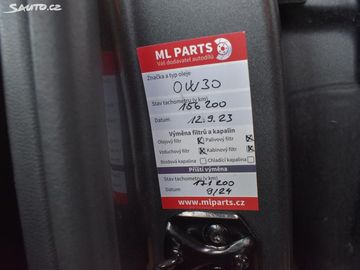 SAUTO.CZ
ML PARTS
Váš dodavatel autodílů
Značka a typ oleje
0W30
Stav tachometru (v km)
156 200
Datum 12.9.23
Výměna filtrů a kapalin
Olejový filtr Palivový filtr
Vzduchový filtr Kabinový filtr
Brzdová kapalina Chladící kapalina
Příští výměna
Stav tachometru (v km)
171 200
Datum 9/24
www.mlparts.cz